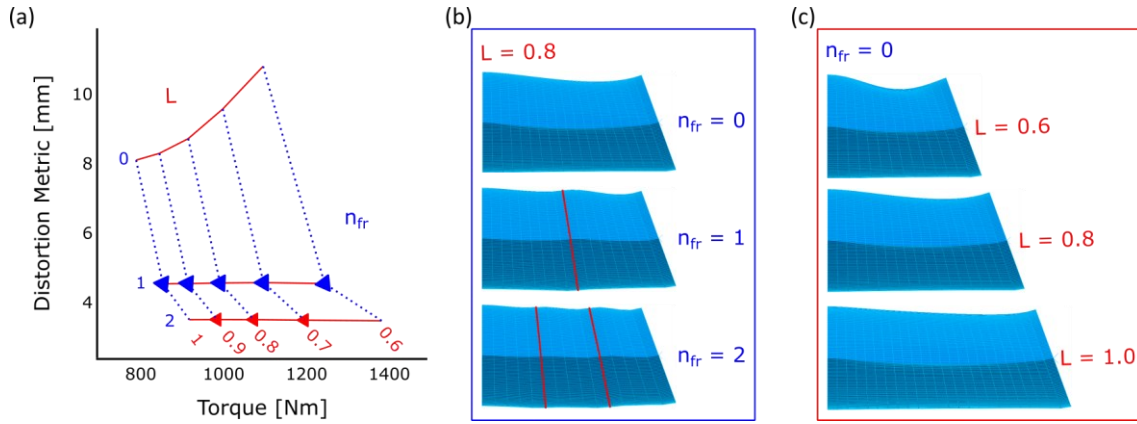 (a)
Distortion Metric [mm]
10
8
6
4
L
0
n_fr
1
2
1
0.9
0.8
0.7
0.6
800
1000
1200
1400
Torque [Nm]
(b)
L = 0.8
n_fr = 0
n_fr = 1
n_fr = 2
(c)
n_fr = 0
L = 0.6
L = 0.8
L = 1.0